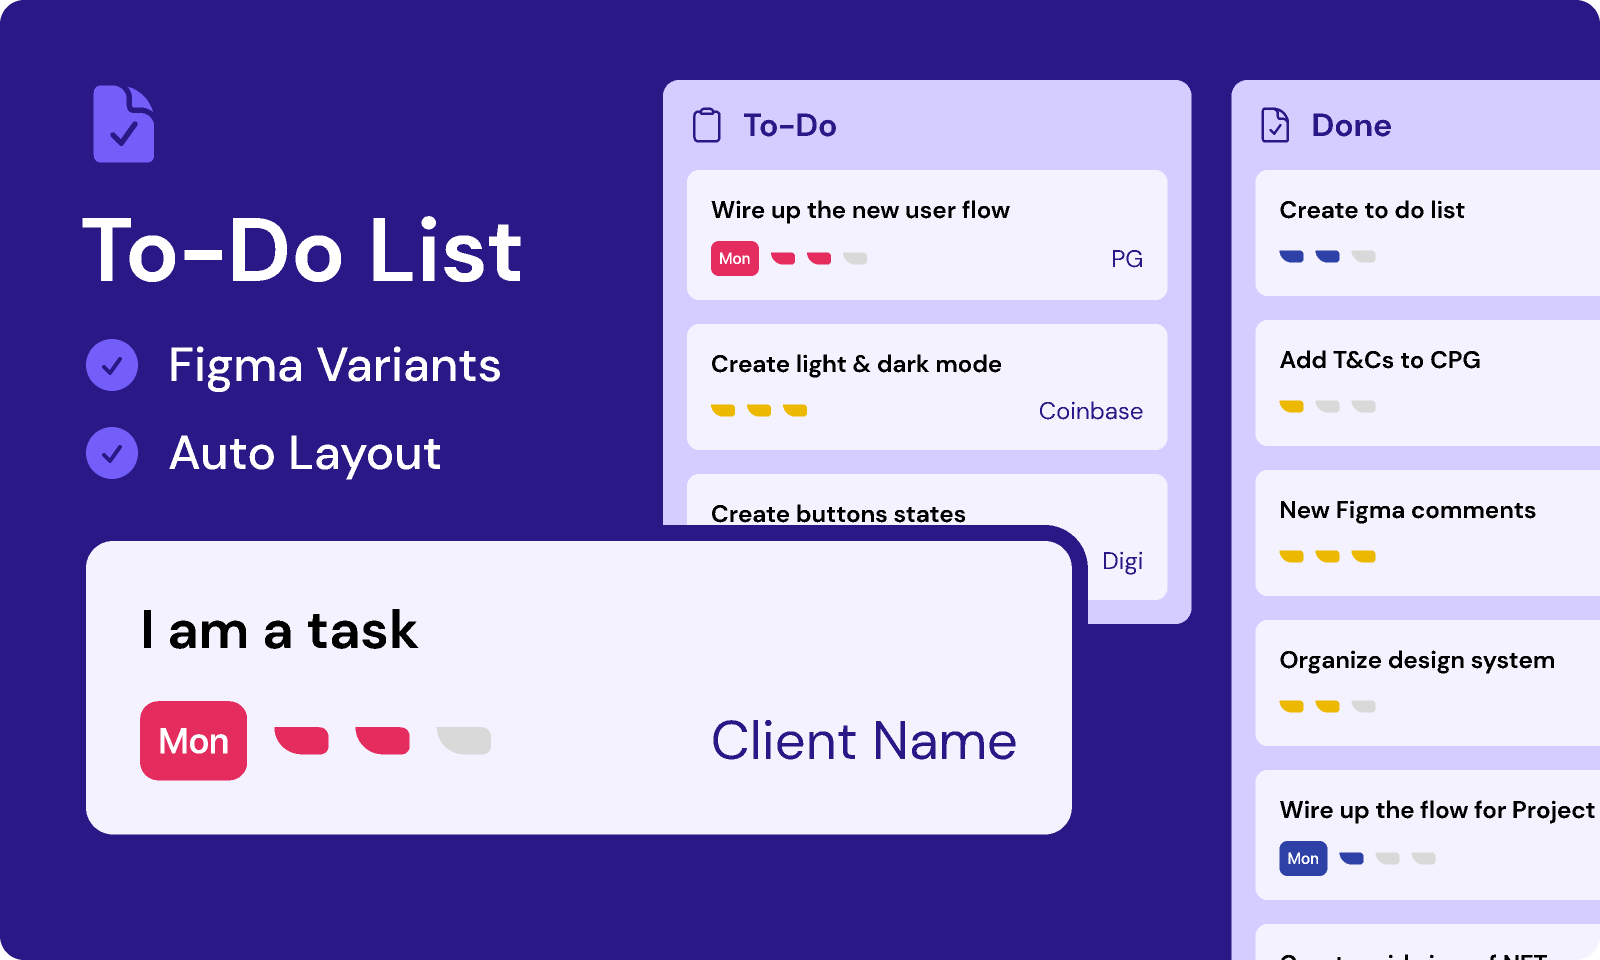 To-Do List
Figma Variants
Auto Layout
To-Do
Wire up the new user flow
Mon
PG
Create light & dark mode
Coinbase
Create buttons states
Digi
I am a task
Mon
Client Name
Done
Create to do list
Add T&Cs to CPG
New Figma comments
Organize design system
Wire up the flow for Project
Mon